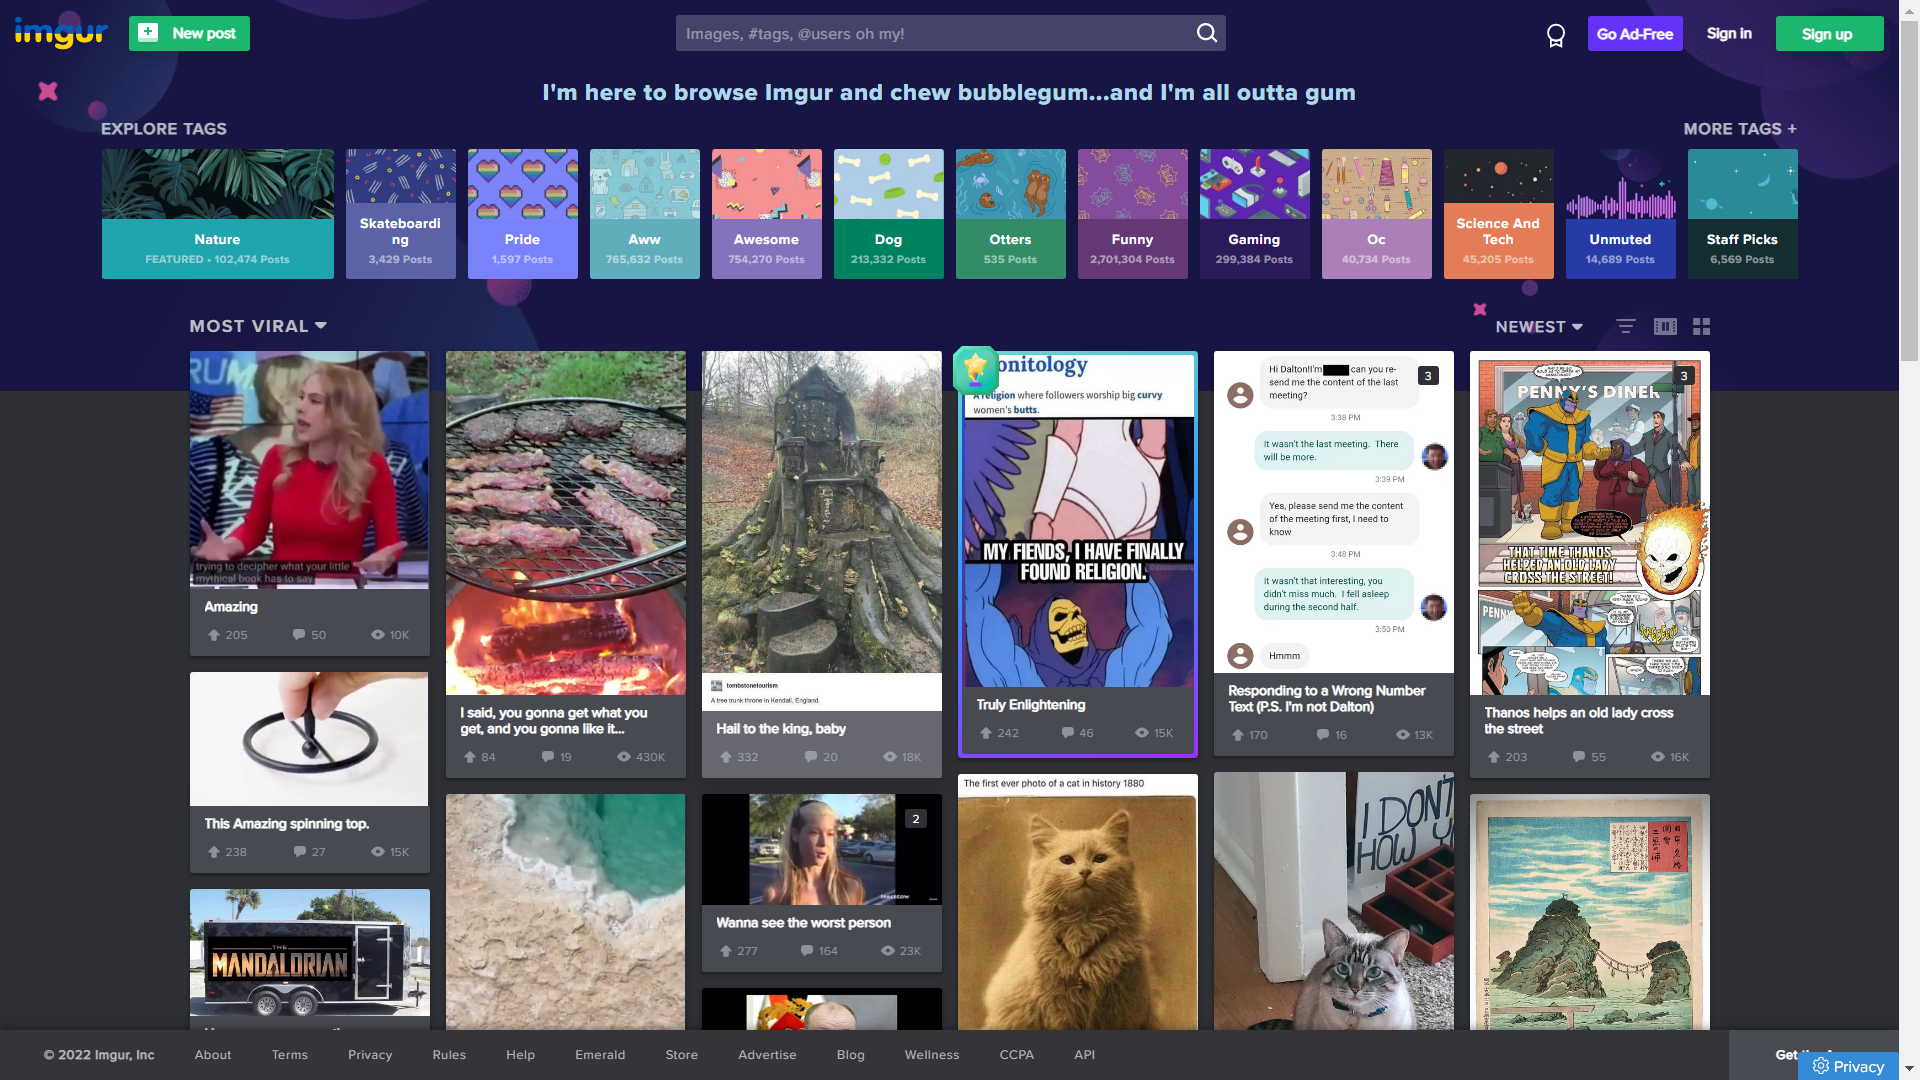 imgur
New post
Images, #tags, @users oh my!
Go Ad-Free
Sign in
Sign up
I'm here to browse Imgur and chew bubblegum...and I'm all outta gum
EXPLORE TAGS
MORE TAGS +
Nature
FEATURED • 102,474 Posts
Skateboardi
ng
3,429 Posts
Pride
1,597 Posts
Aww
765,632 Posts
Awesome
754,270 Posts
Dog
213,332 Posts
Otters
535 Posts
Funny
2,701,304 Posts
Gaming
299,384 Posts
Oc
40,734 Posts
Science And
Tech
45,205 Posts
Unmuted
14,689 Posts
Staff Picks
6,569 Posts
MOST VIRAL
NEWEST
trying to decipher what your little
mythical book has to say
Amazing
205 50 10K
This Amazing spinning top.
238 27 15K
THE
MANDALORIAN
I said, you gonna get what you
get, and you gonna like it...
84 19 430K
tombstonetourism
A tree trunk throne in Kendall, England.
Hail to the king, baby
332 20 18K
2
Wanna see the worst person
277 164 23K
onitology
A religion where followers worship big curvy
women's butts.
MY FIENDS, I HAVE FINALLY
FOUND RELIGION.
Truly Enlightening
242 46 15K
The first ever photo of a cat in history 1880
3
Hi Dalton!I'm can you re-
send me the content of the last
meeting?
3:38 PM
It wasn't the last meeting. There
will be more.
3:39 PM
Yes, please send me the content
of the meeting first, I need to
know
3:48 PM
It wasn't that interesting, you
didn't miss much. I fell asleep
during the second half.
3:50 PM
Hmmm
Responding to a Wrong Number
Text (P.S. I'm not Dalton)
170 16 13K
I DON'T
HOW
3
PENNY'S DINER
THAT TIME THANOS
HELPED AN OLD LADY
CROSS THE STREET!
PENNY
Thanos helps an old lady cross
the street
203 55 16K
© 2022 Imgur, Inc
About
Terms
Privacy
Rules
Help
Emerald
Store
Advertise
Blog
Wellness
CCPA
API
Get
Privacy